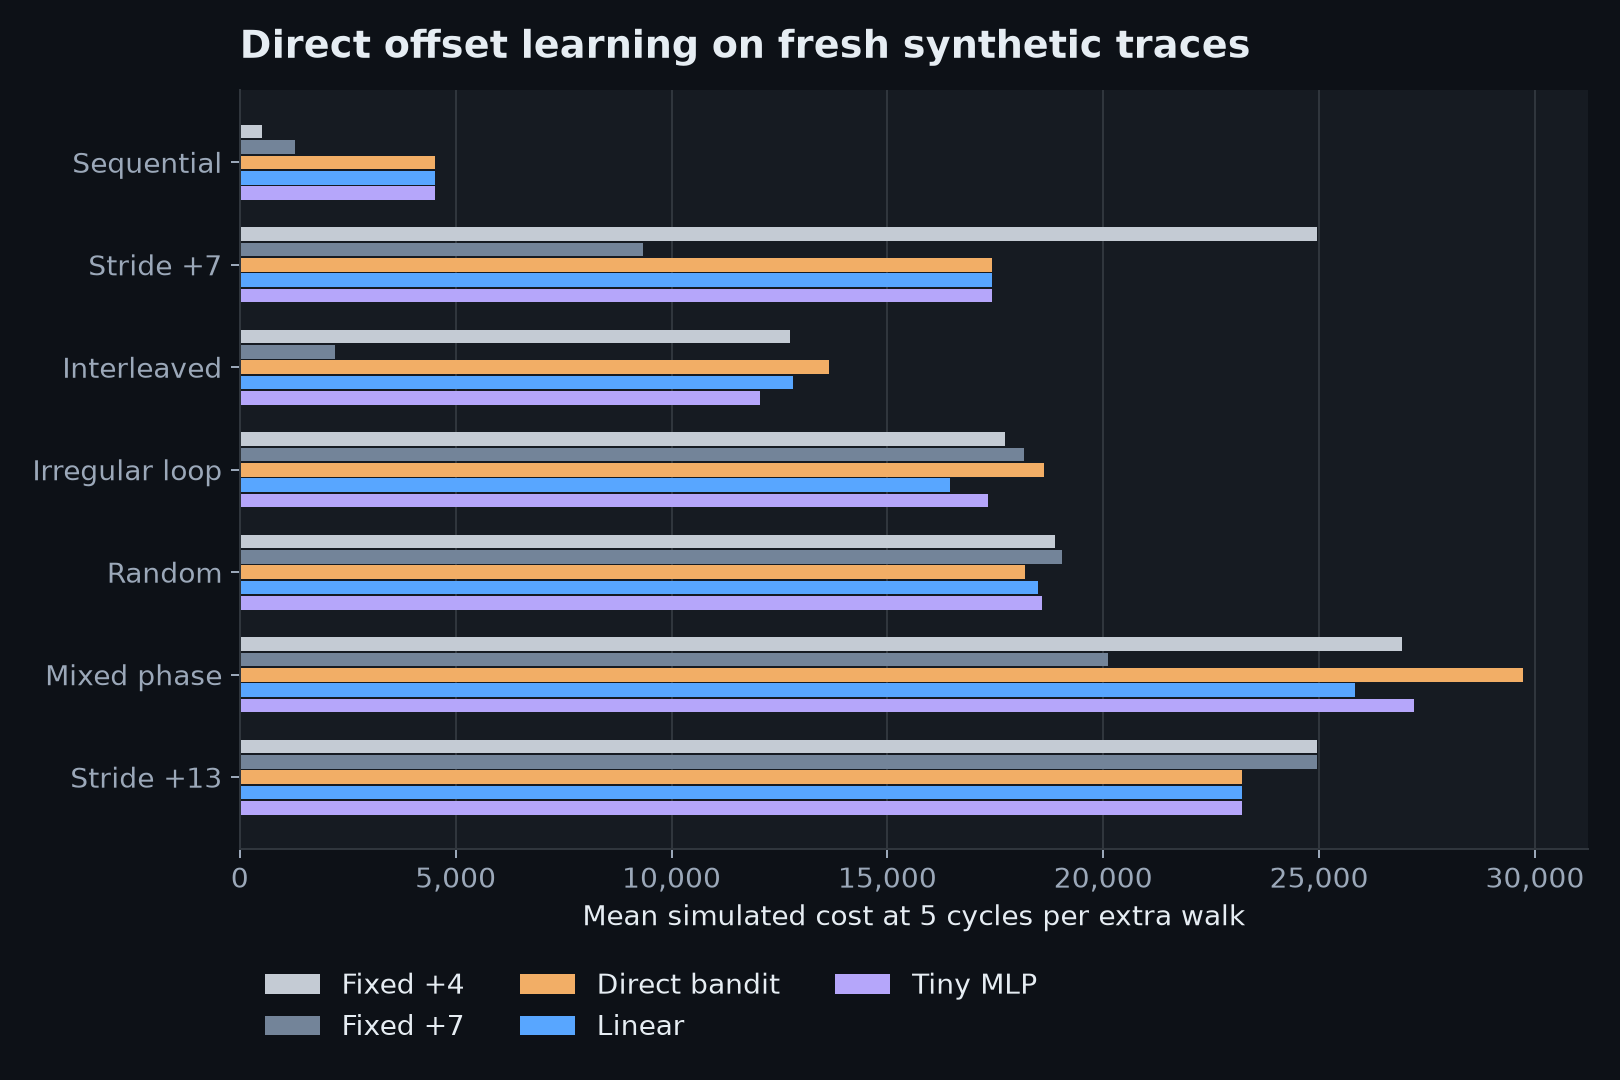 Direct offset learning on fresh synthetic traces
Sequential
Stride +7
Interleaved
Irregular loop
Random
Mixed phase
Stride +13
0 5,000 10,000 15,000 20,000 25,000 30,000
Mean simulated cost at 5 cycles per extra walk
Fixed +4 Direct bandit Tiny MLP
Fixed +7 Linear